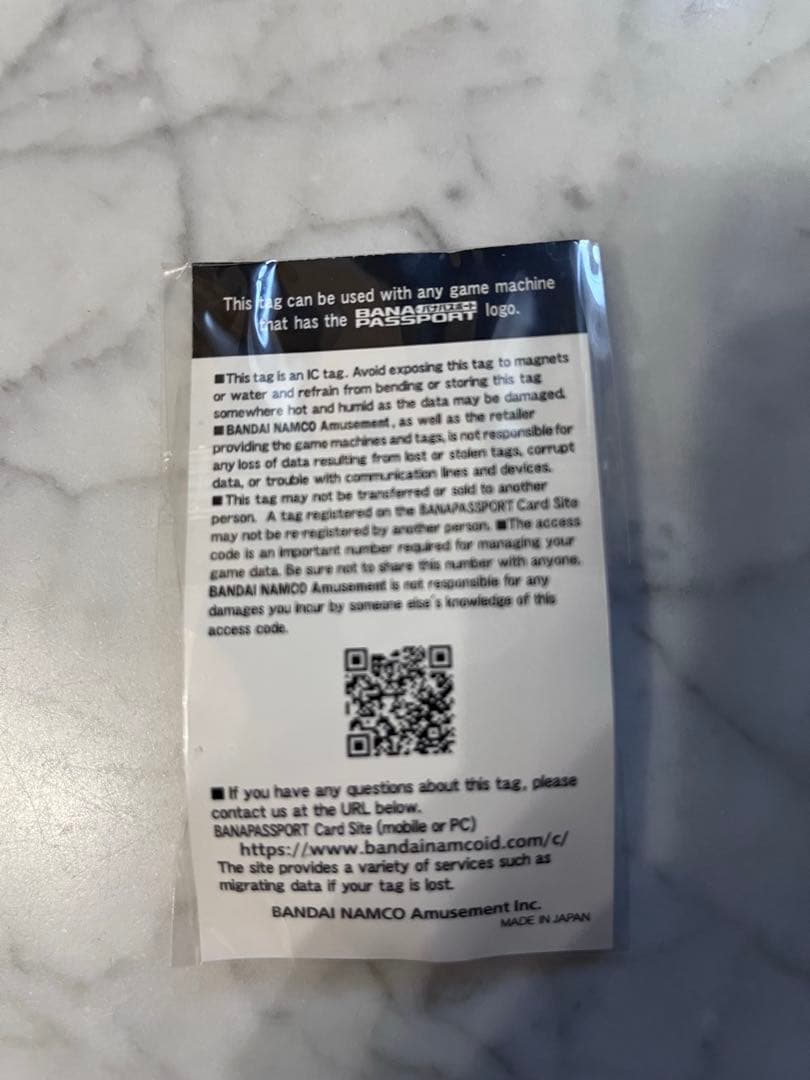 This tag can be used with any game machine
that has the BANA バナパスポート PASSPORT logo.
■This tag is an IC tag. Avoid exposing this tag to magnets
or water and refrain from bending or storing this tag
somewhere hot and humid as the data may be damaged.
■BANDAI NAMCO Amusement, as well as the retailer
providing the game machines and tags, is not responsible for
any loss of data resulting from lost or stolen tags, corrupt
data, or trouble with communication lines and devices.
■This tag may not be transferred or sold to another
person. A tag registered on the BANAPASSPORT Card Site
may not be re-registered by another person. ■The access
code is an important number required for managing your
game data. Be sure not to share this number with anyone.
BANDAI NAMCO Amusement is not responsible for any
damages you incur by someone else's knowledge of this
access code.
■If you have any questions about this tag, please
contact us at the URL below.
BANAPASSPORT Card Site (mobile or PC)
https://www.bandainamcoid.com/c/
The site provides a variety of services such as
migrating data if your tag is lost.
BANDAI NAMCO Amusement Inc.
MADE IN JAPAN